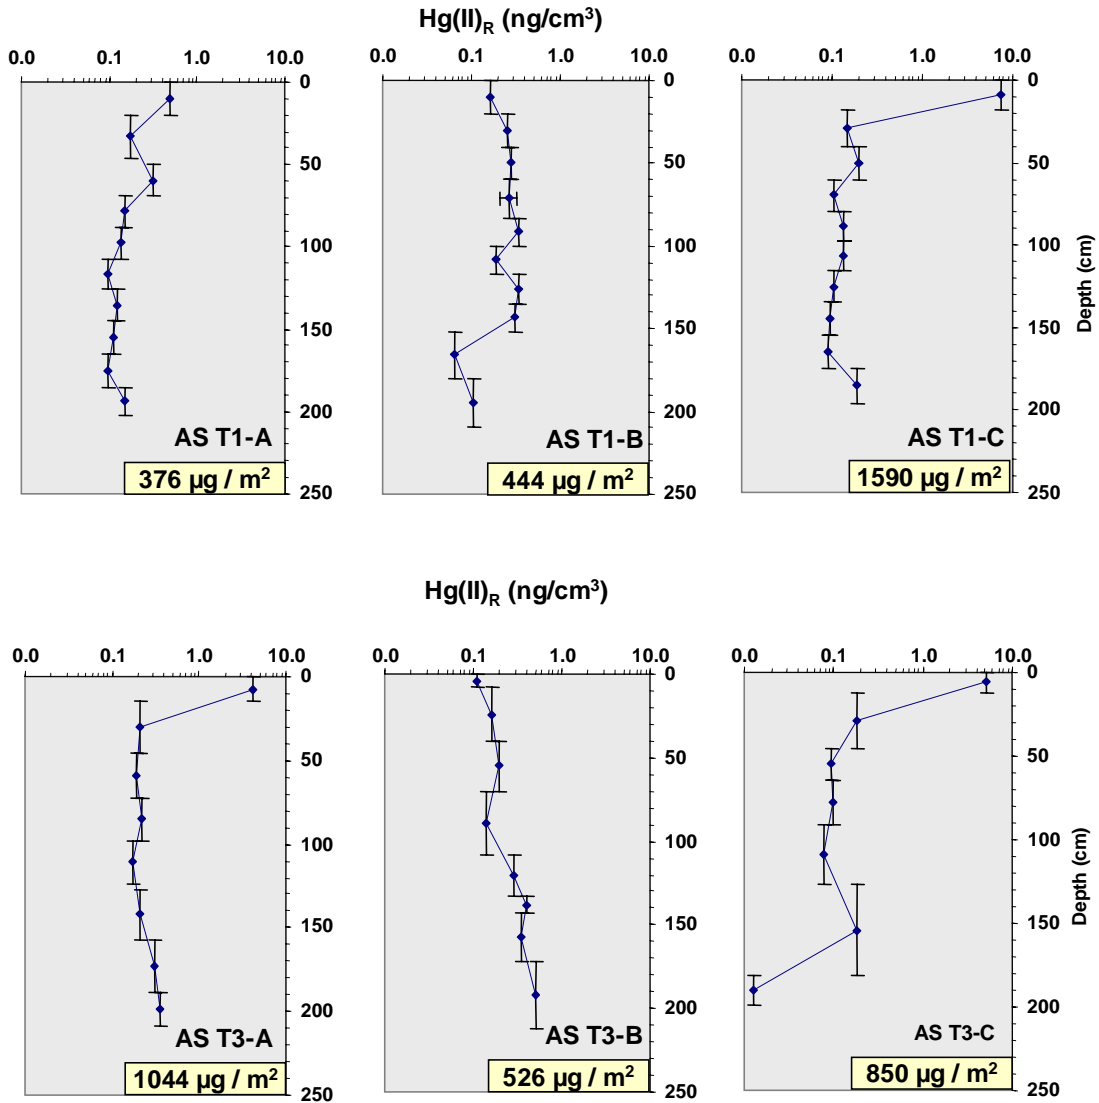 Hg(II)R (ng/cm3)
0.0 0.1 1.0 10.0
0.0 0.1 1.0 10.0
0.0 0.1 1.0 10.0
0
50
100
150
200
250
AS T1-A
376 µg / m2
0
50
100
150
200
250
AS T1-B
444 µg / m2
0
50
100
150
200
250
Depth (cm)
AS T1-C
1590 µg / m2
Hg(II)R (ng/cm3)
0.0 0.1 1.0 10.0
0.0 0.1 1.0 10.0
0.0 0.1 1.0 10.0
0
50
100
150
200
250
AS T3-A
1044 µg / m2
0
50
100
150
200
250
AS T3-B
526 µg / m2
0
50
100
150
200
250
Depth (cm)
AS T3-C
850 µg / m2